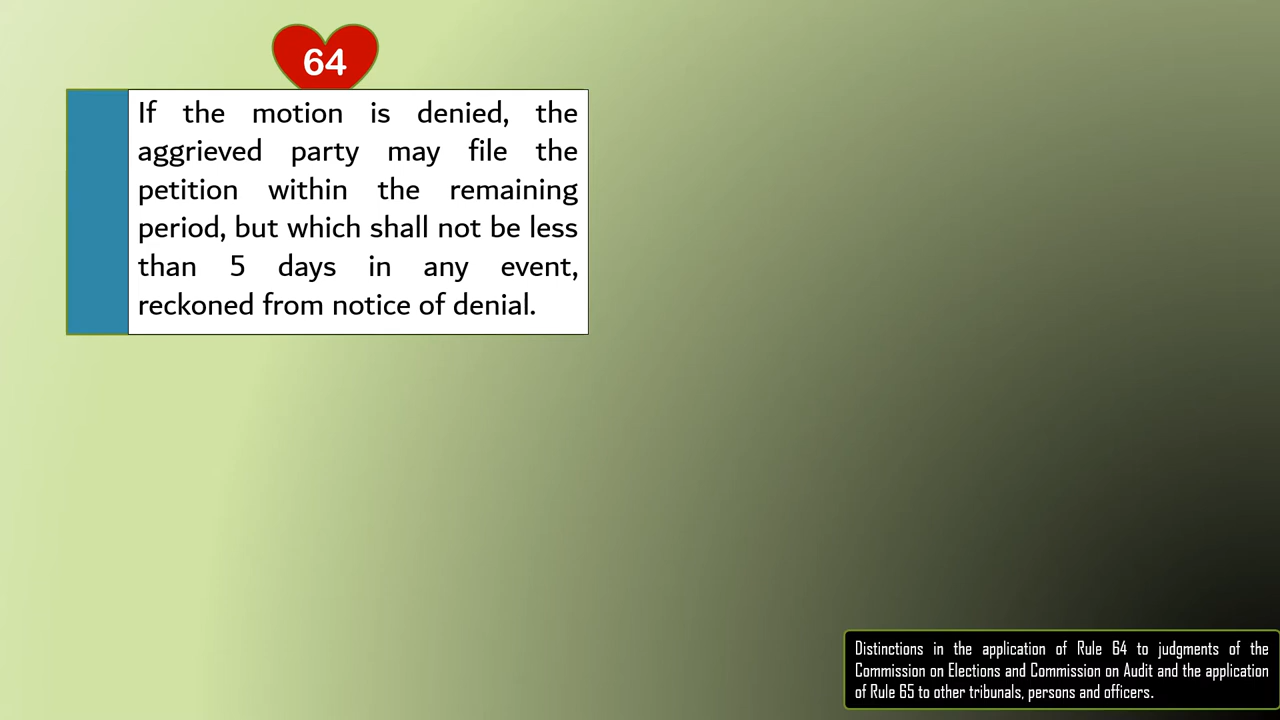 64
If the motion is denied, the
aggrieved party may file the
petition within the remaining
period, but which shall not be less
than 5 days in any event,
reckoned from notice of denial.
Distinctions in the application of Rule 64 to judgments of the
Commission on Elections and Commission on Audit and the application
of Rule 65 to other tribunals, persons and officers.